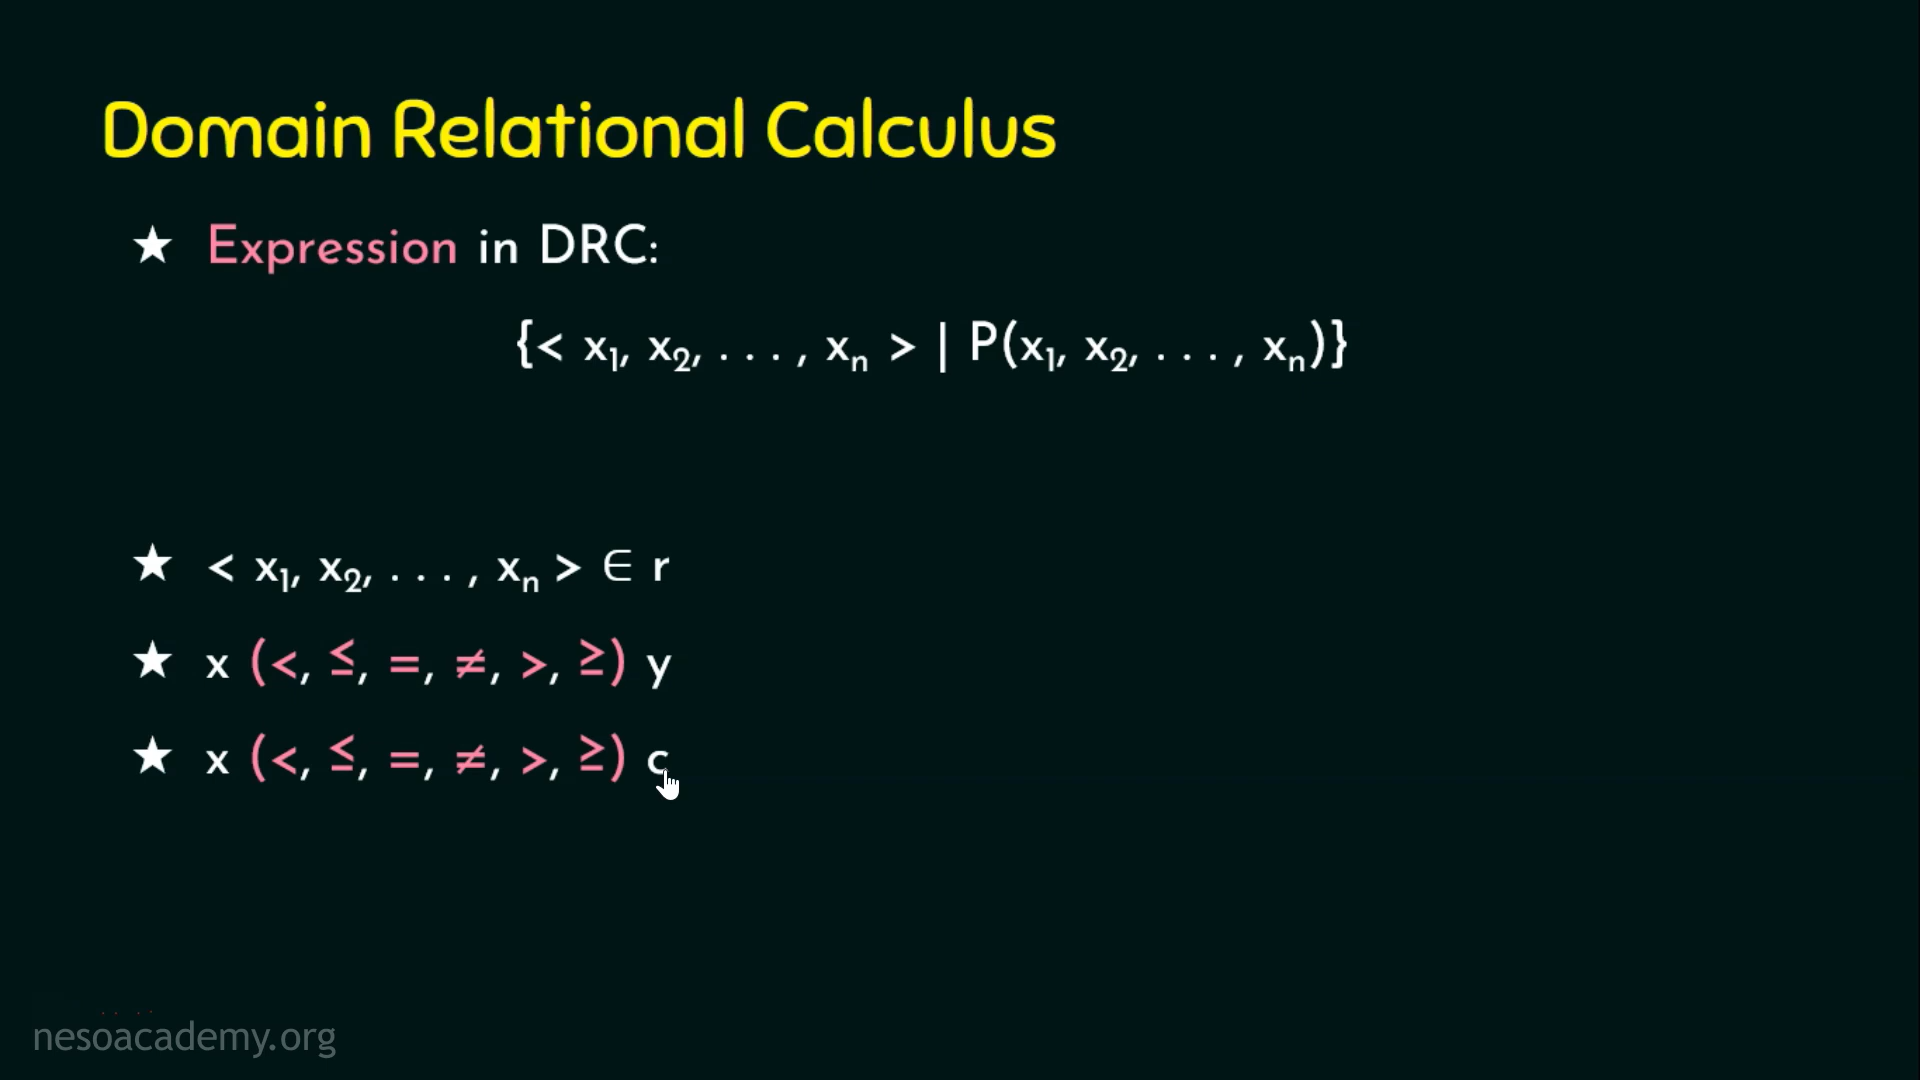 Domain Relational Calculus
★ Expression in DRC:
{< x₁, x₂, . . . , xₙ > | P(x₁, x₂, . . . , xₙ)}
★ < x₁, x₂, . . . , xₙ > ∈ r
★ x (<, ≤, =, ≠, >, ≥) y
★ x (<, ≤, =, ≠, >, ≥) c
nesoacademy.org